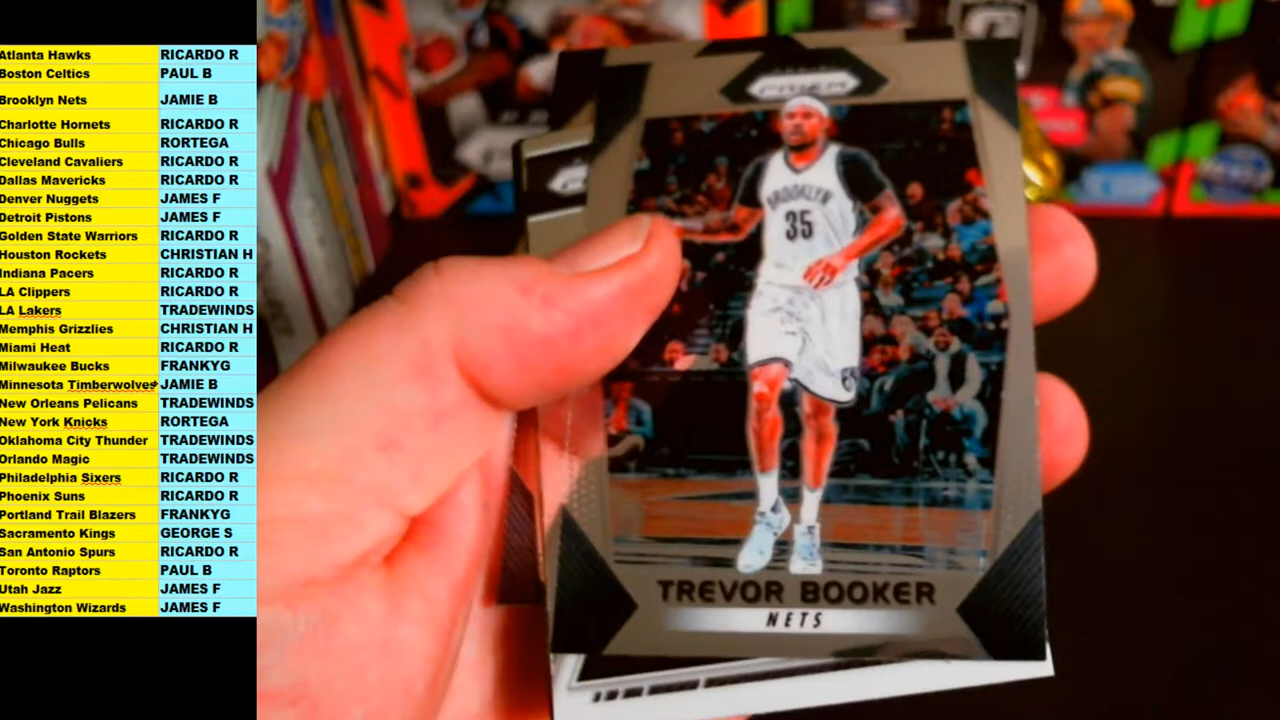 Atlanta Hawks RICARDO R
Boston Celtics PAUL B
Brooklyn Nets JAMIE B
Charlotte Hornets RICARDO R
Chicago Bulls RORTEGA
Cleveland Cavaliers RICARDO R
Dallas Mavericks RICARDO R
Denver Nuggets JAMES F
Detroit Pistons JAMES F
Golden State Warriors RICARDO R
Houston Rockets CHRISTIAN H
Indiana Pacers RICARDO R
LA Clippers RICARDO R
LA Lakers TRADEWINDS
Memphis Grizzlies CHRISTIAN H
Miami Heat RICARDO R
Milwaukee Bucks FRANKYG
Minnesota Timberwolves JAMIE B
New Orleans Pelicans TRADEWINDS
New York Knicks RORTEGA
Oklahoma City Thunder TRADEWINDS
Orlando Magic TRADEWINDS
Philadelphia Sixers RICARDO R
Phoenix Suns RICARDO R
Portland Trail Blazers FRANKYG
Sacramento Kings GEORGE S
San Antonio Spurs RICARDO R
Toronto Raptors PAUL B
Utah Jazz JAMES F
Washington Wizards JAMES F
PRIZM
BROOKLYN
35
TREVOR BOOKER
NETS